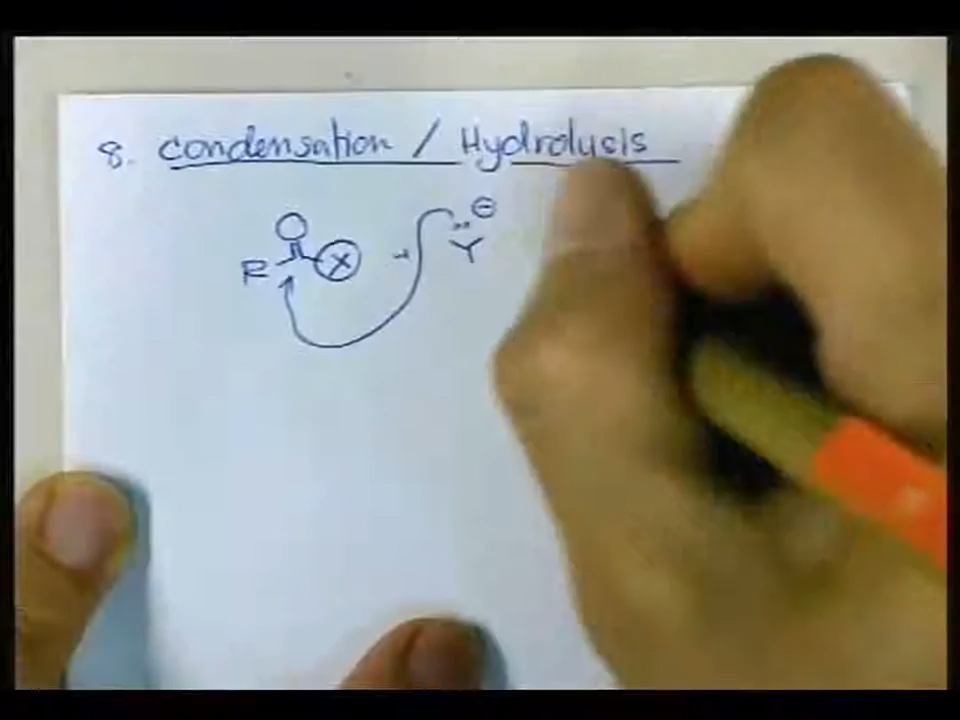 8. condensation / Hydrolysis
O ⊖
R X + Y